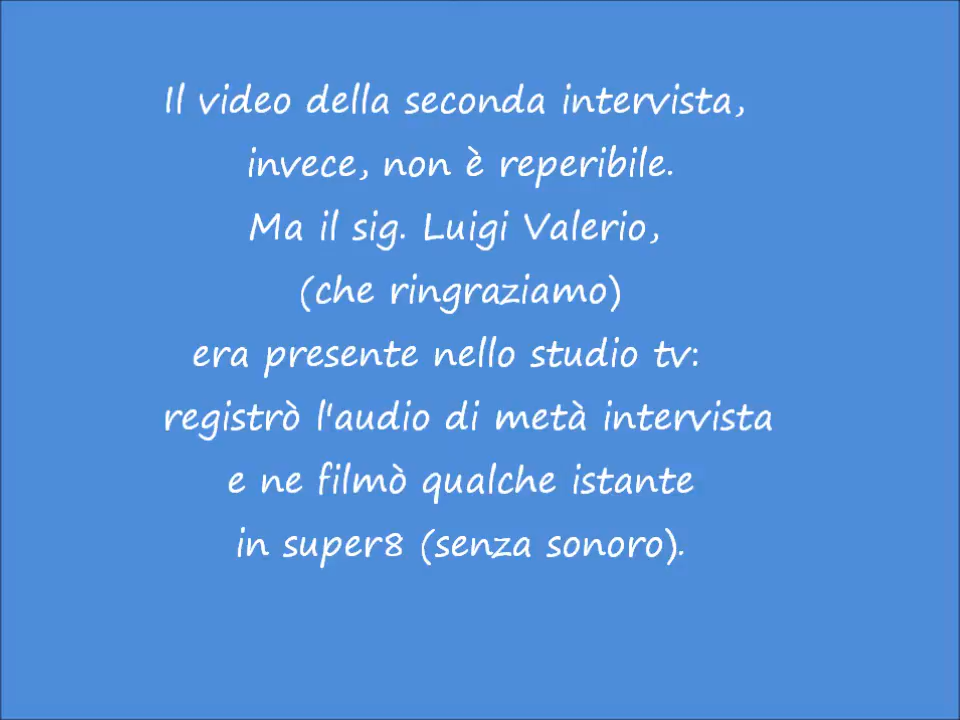 Il video della seconda intervista,
invece, non è reperibile.
Ma il sig. Luigi Valerio,
(che ringraziamo)
era presente nello studio tv:
registrò l'audio di metà intervista
e ne filmò qualche istante
in super8 (senza sonoro).